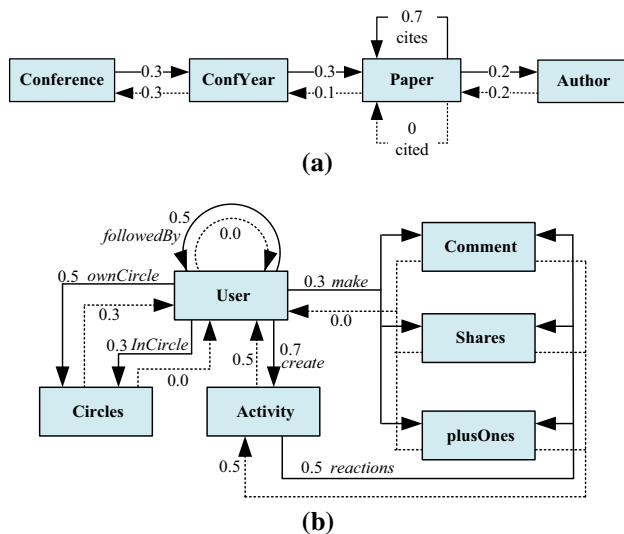 0.7
cites
Conference
0.3
0.3
ConfYear
0.3
0.1
Paper
0.2
0.2
Author
0
cited
(a)
0.5
followedBy
0.0
0.5 ownCircle
User
0.3 make
Comment
0.3
0.0
0.3 InCircle
0.0
0.5
0.7
create
Shares
Circles
Activity
plusOnes
0.5
0.5 reactions
(b)